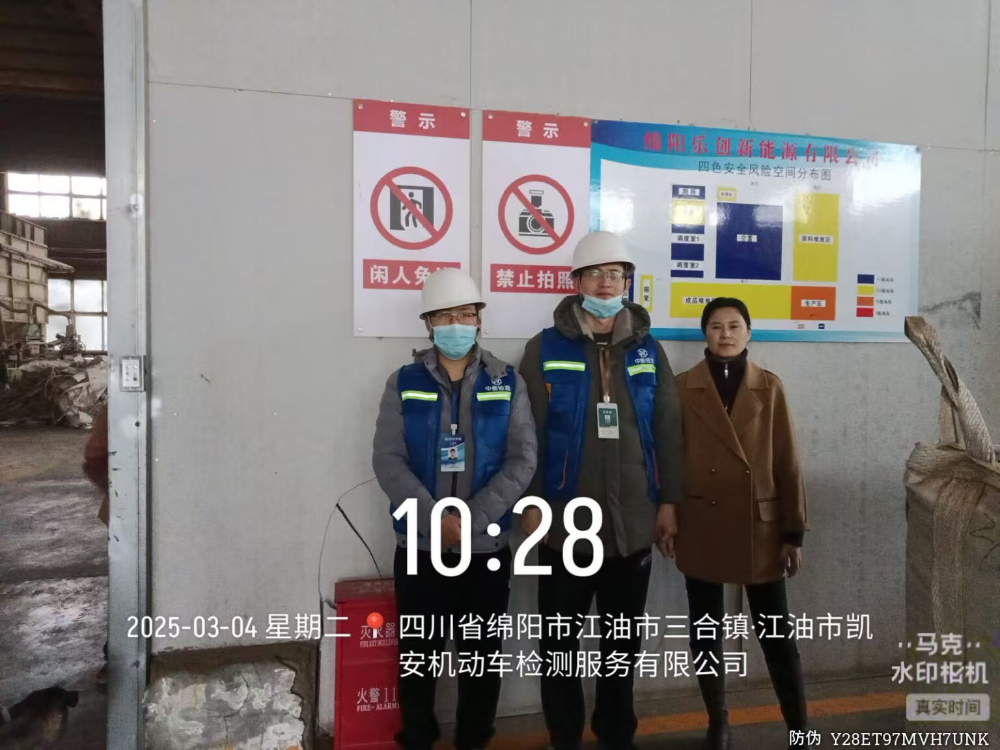 警示
闲人免
警示
禁止拍照
绵阳乐创新能源有限公司
四色安全风险空间分布图
调度室1
调度室2
空置
原料堆放区
箱变
成品堆放
生产区
中衡检测
中衡检测
10:28
2025-03-04 星期二
四川省绵阳市江油市三合镇·江油市凯
安机动车检测服务有限公司
灭火器
FIRE EXTINGUISHER
火警11
FIRE-ALARM
马克
水印相机
真实时间
防伪 Y28ET97MVH7UNK